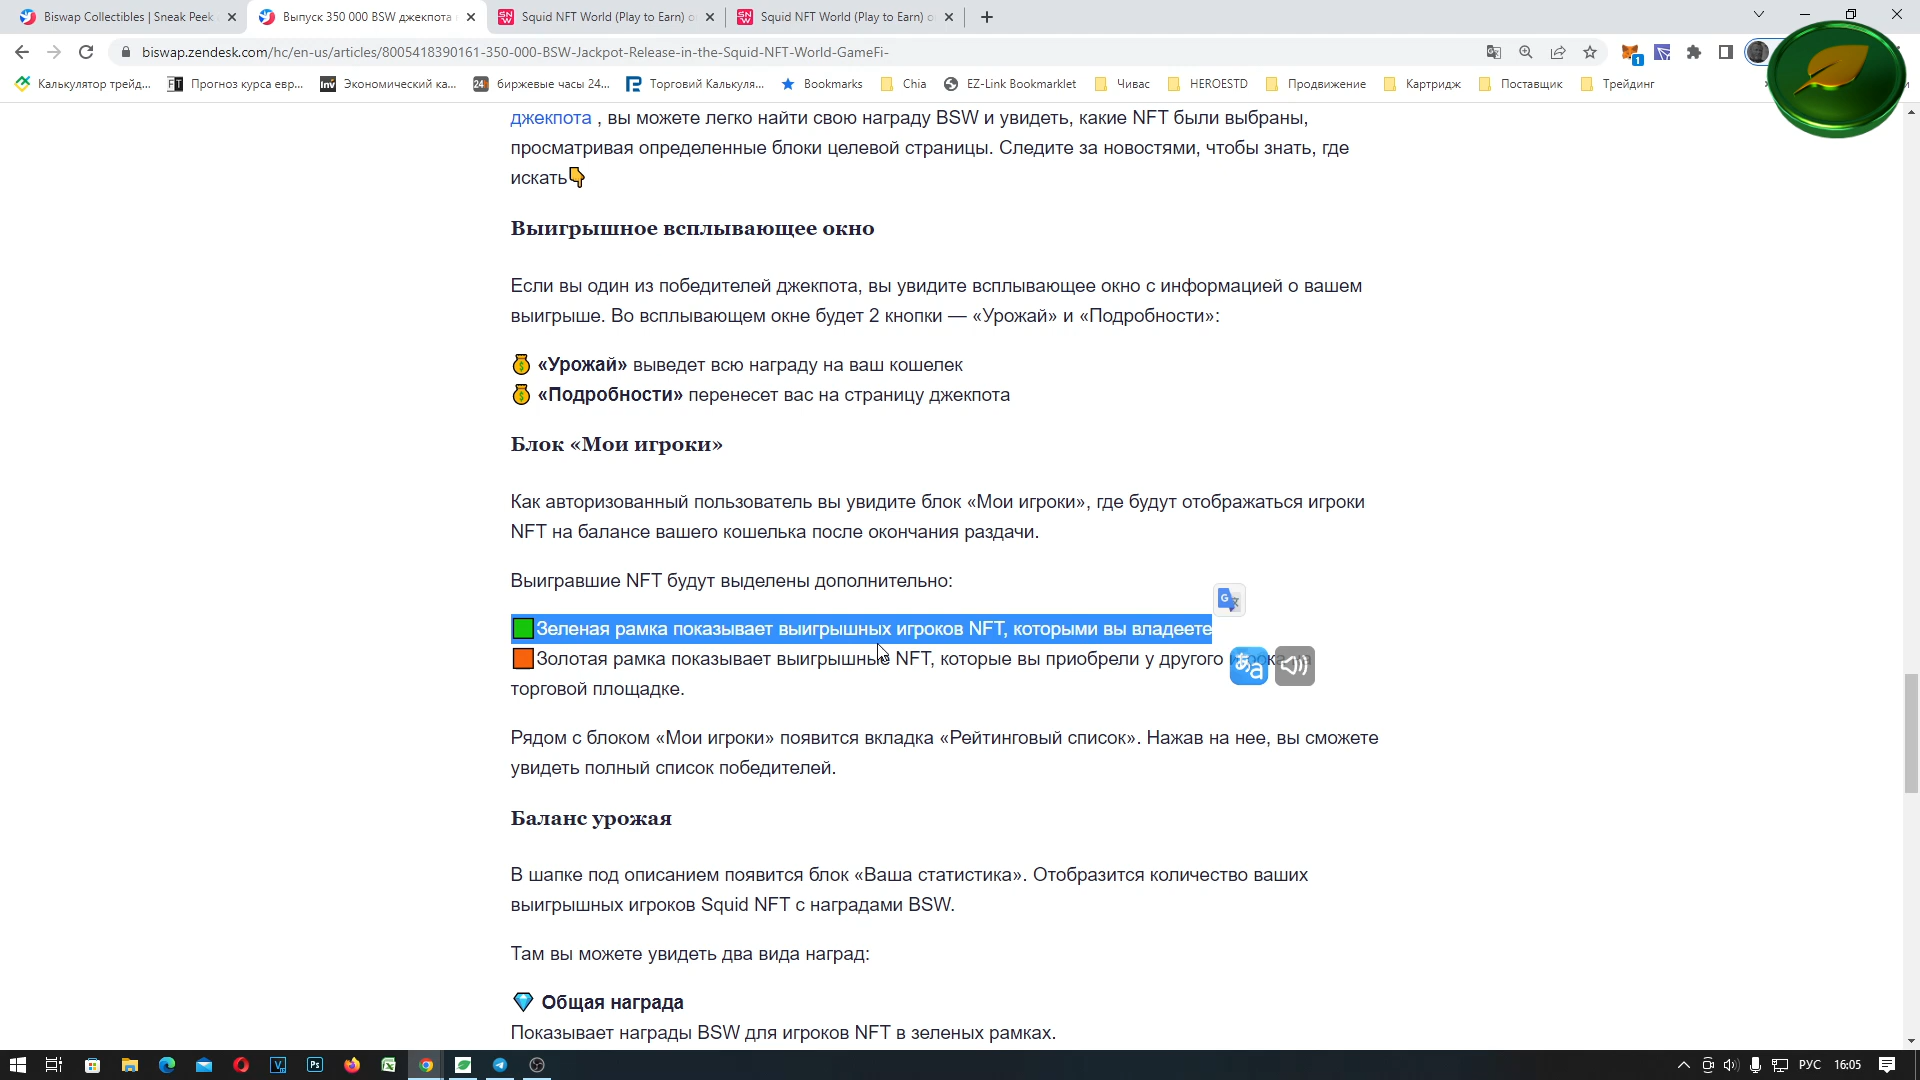 Biswap Collectibles | Sneak Peek
Выпуск 350 000 BSW джекпота
Squid NFT World (Play to Earn) o
Squid NFT World (Play to Earn) o
biswap.zendesk.com/hc/en-us/articles/8005418390161-350-000-BSW-Jackpot-Release-in-the-Squid-NFT-World-GameFi-
1
Калькулятор трейд...
Прогноз курса евр...
Экономический ка...
биржевые часы 24...
Торговий Калькуля...
Bookmarks
Chia
EZ-Link Bookmarklet
Чивас
HEROESTD
Продвижение
Картридж
Поставщик
Трейдинг
джекпота , вы можете легко найти свою награду BSW и увидеть, какие NFT были выбраны,
просматривая определенные блоки целевой страницы. Следите за новостями, чтобы знать, где
искать👇
Выигрышное всплывающее окно
Если вы один из победителей джекпота, вы увидите всплывающее окно с информацией о вашем
выигрыше. Во всплывающем окне будет 2 кнопки — «Урожай» и «Подробности»:
💰 «Урожай» выведет всю награду на ваш кошелек
💰 «Подробности» перенесет вас на страницу джекпота
Блок «Мои игроки»
Как авторизованный пользователь вы увидите блок «Мои игроки», где будут отображаться игроки
NFT на балансе вашего кошелька после окончания раздачи.
Выигравшие NFT будут выделены дополнительно:
🟩Зеленая рамка показывает выигрышных игроков NFT, которыми вы владеете
🟧Золотая рамка показывает выигрышные NFT, которые вы приобрели у другого
торговой площадке.
Рядом с блоком «Мои игроки» появится вкладка «Рейтинговый список». Нажав на нее, вы сможете
увидеть полный список победителей.
Баланс урожая
В шапке под описанием появится блок «Ваша статистика». Отобразится количество ваших
выигрышных игроков Squid NFT с наградами BSW.
Там вы можете увидеть два вида наград:
💎 Общая награда
Показывает награды BSW для игроков NFT в зеленых рамках.
РУС
16:05